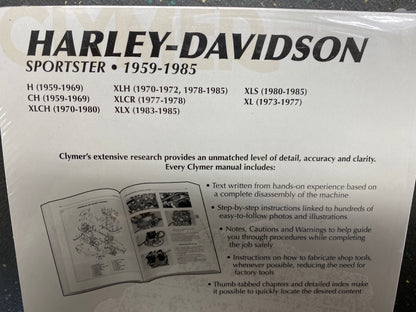 CLYMER
HARLEY-DAVIDSON
SPORTSTER • 1959-1985
H (1959-1969) XLH (1970-1972, 1978-1985) XLS (1980-1985)
CH (1959-1969) XLCR (1977-1978) XL (1973-1977)
XLCH (1970-1980) XLX (1983-1985)
Clymer's extensive research provides an unmatched level of detail, accuracy and clarity.
Every Clymer manual includes:
• Text written from hands-on experience based on
a complete disassembly of the machine
• Step-by-step instructions linked to hundreds of
easy-to-follow photos and illustrations
• Notes, Cautions and Warnings to help guide
you through procedures while completing
the job safely
• Instructions on how to fabricate shop tools,
whenever possible, reducing the need for
factory tools
• Thumb-tabbed chapters and detailed index make
it possible to quickly locate the desired content